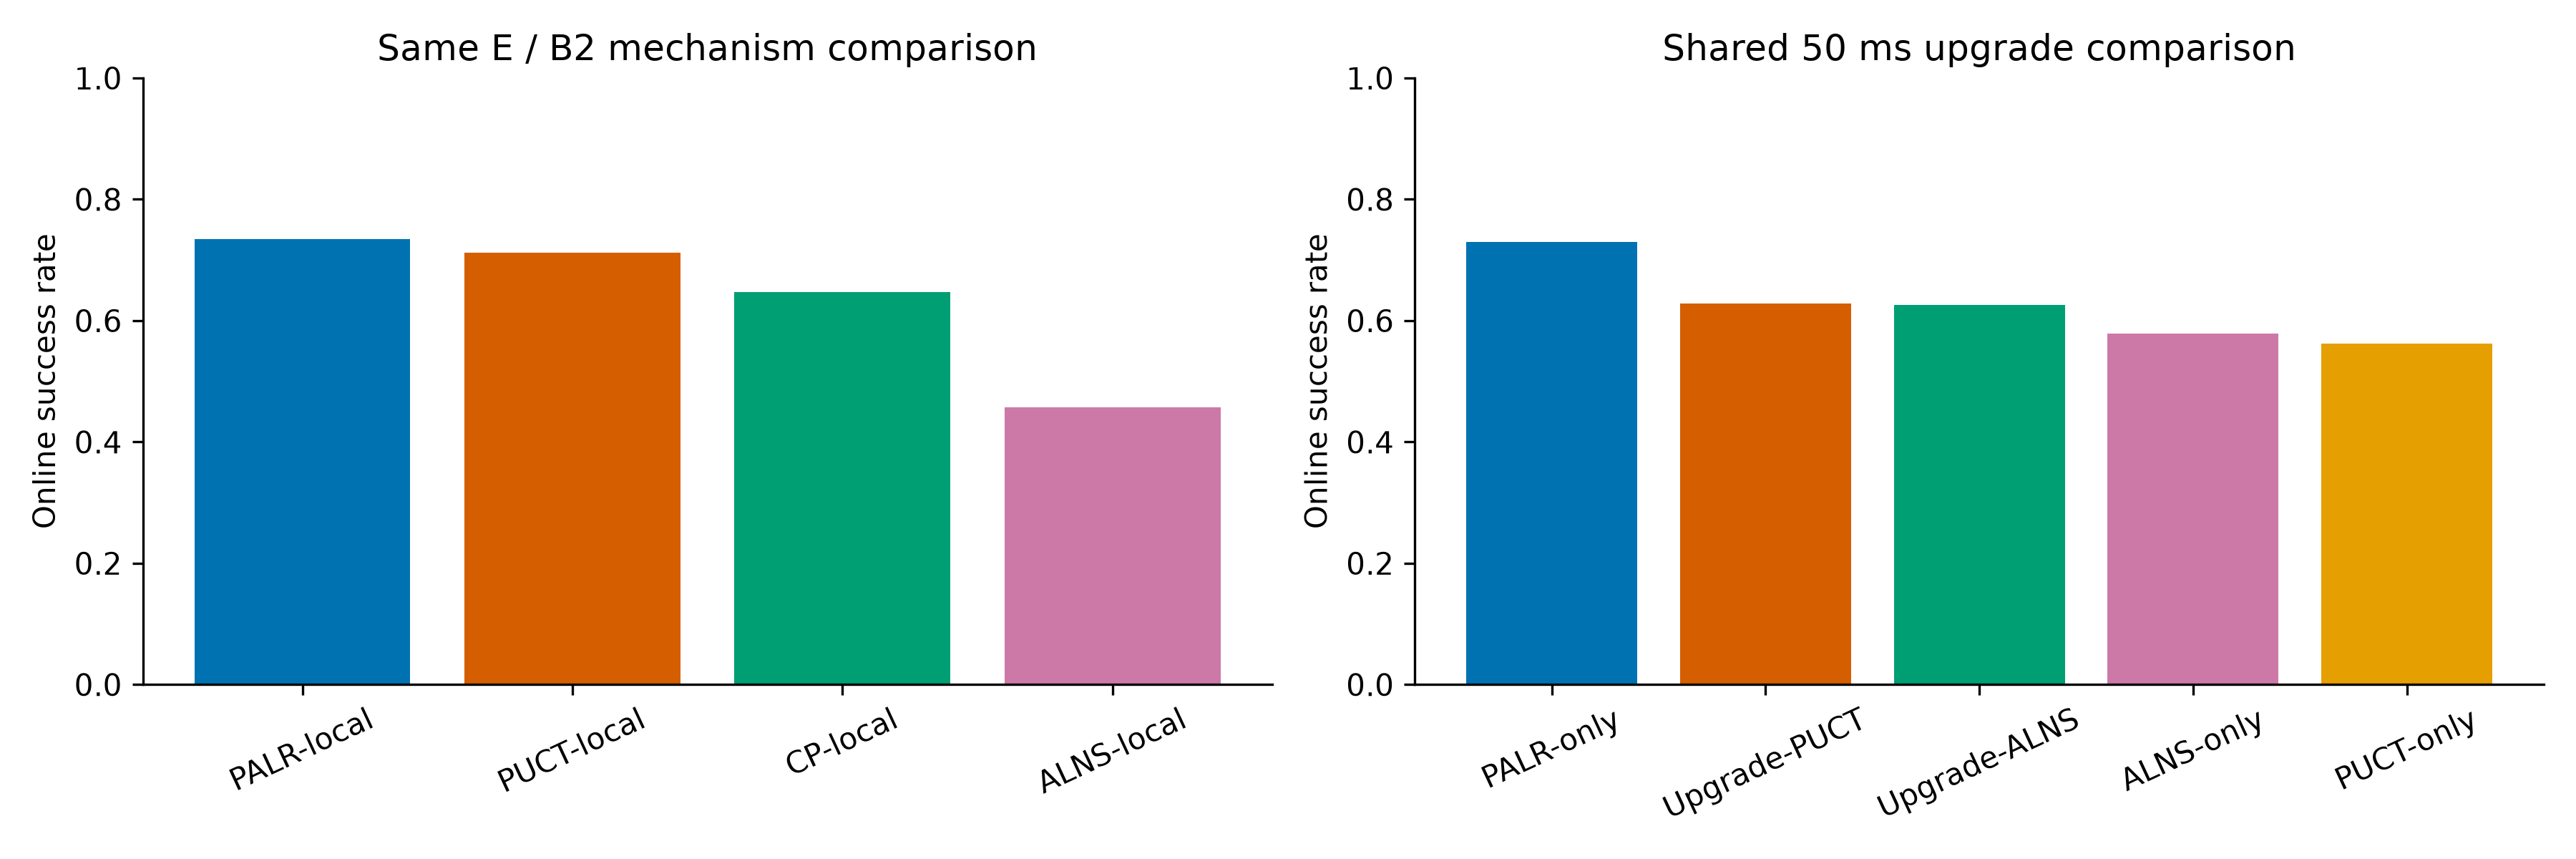 Same E / B2 mechanism comparison
1.0
0.8
0.6
0.4
0.2
0.0
Online success rate
PALR-local
PUCT-local
CP-local
ALNS-local
Shared 50 ms upgrade comparison
1.0
0.8
0.6
0.4
0.2
0.0
Online success rate
PALR-only
Upgrade-PUCT
Upgrade-ALNS
ALNS-only
PUCT-only